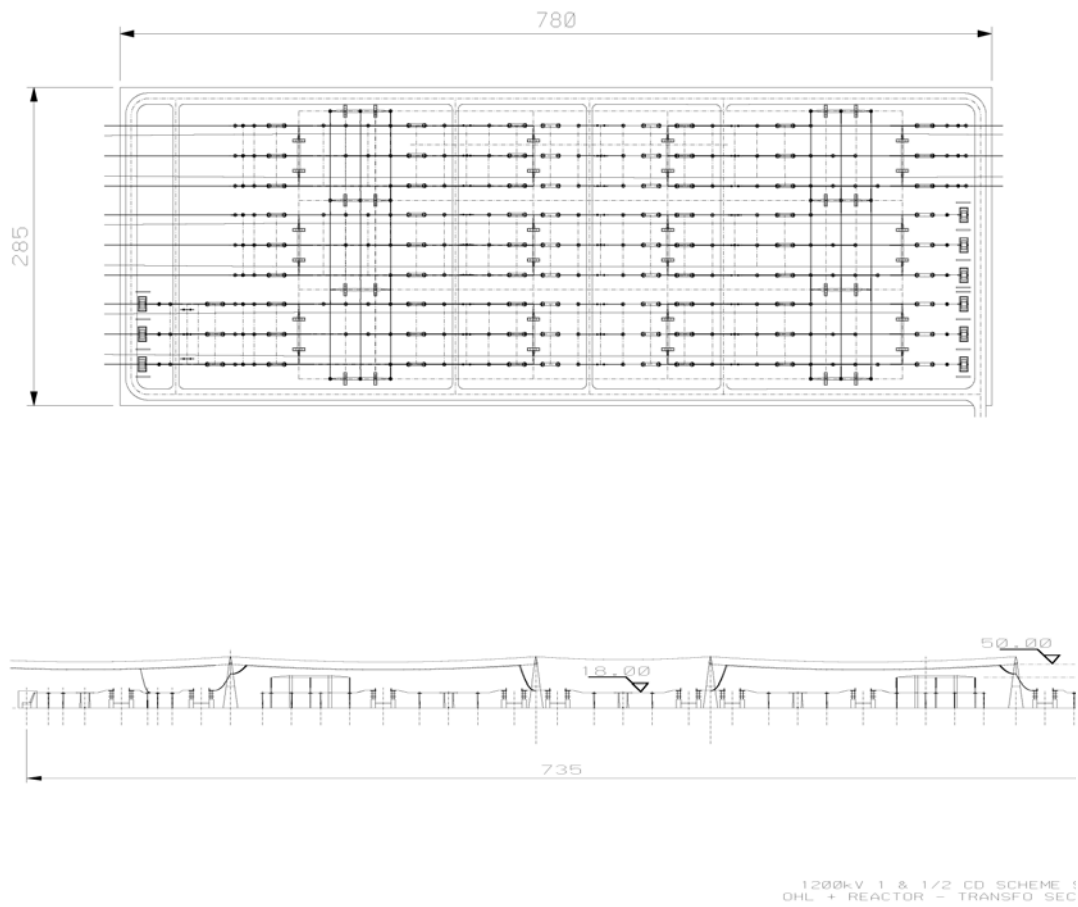 780
285
50.00
18.00
735
1200kV 1 & 1/2 CD SCHEME
OHL + REACTOR - TRANSFO